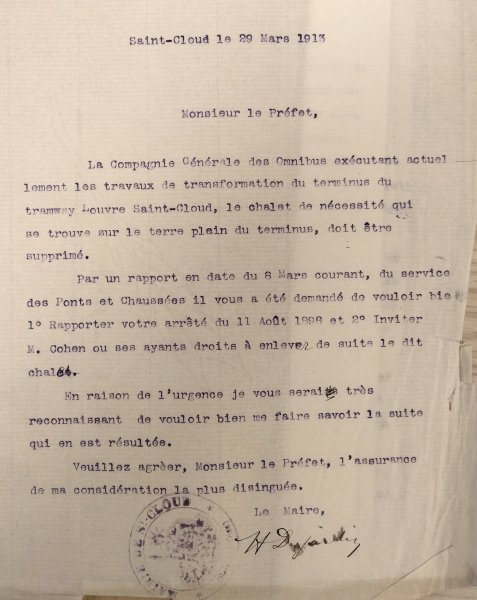 Saint-Cloud le 29 Mars 1913
Monsieur le Préfet,
La Compagnie Générale des Omnibus exécutant actuel
lement les travaux de transformation du terminus du
tramway Louvre Saint-Cloud, le chalet de nécessité qui
se trouve sur le terre plein du terminus, doit être
supprimé.
Par un rapport en date du 8 Mars courant, du service
des Ponts et Chaussées il vous a été demandé de vouloir bie
1° Rapporter votre arrêté du 11 Août 1898 et 2° Inviter
M. Cohen ou ses ayants droits à enlever de suite le dit
chalet.
En raison de l'urgence je vous serais très
reconnaissant de vouloir bien me faire savoir la suite
qui en est résultée.
Veuillez agrèer, Monsieur le Préfet, l'assurance
de ma considération la plus disinguée.
Le Maire,
MAIRIE DE ST CLOUD